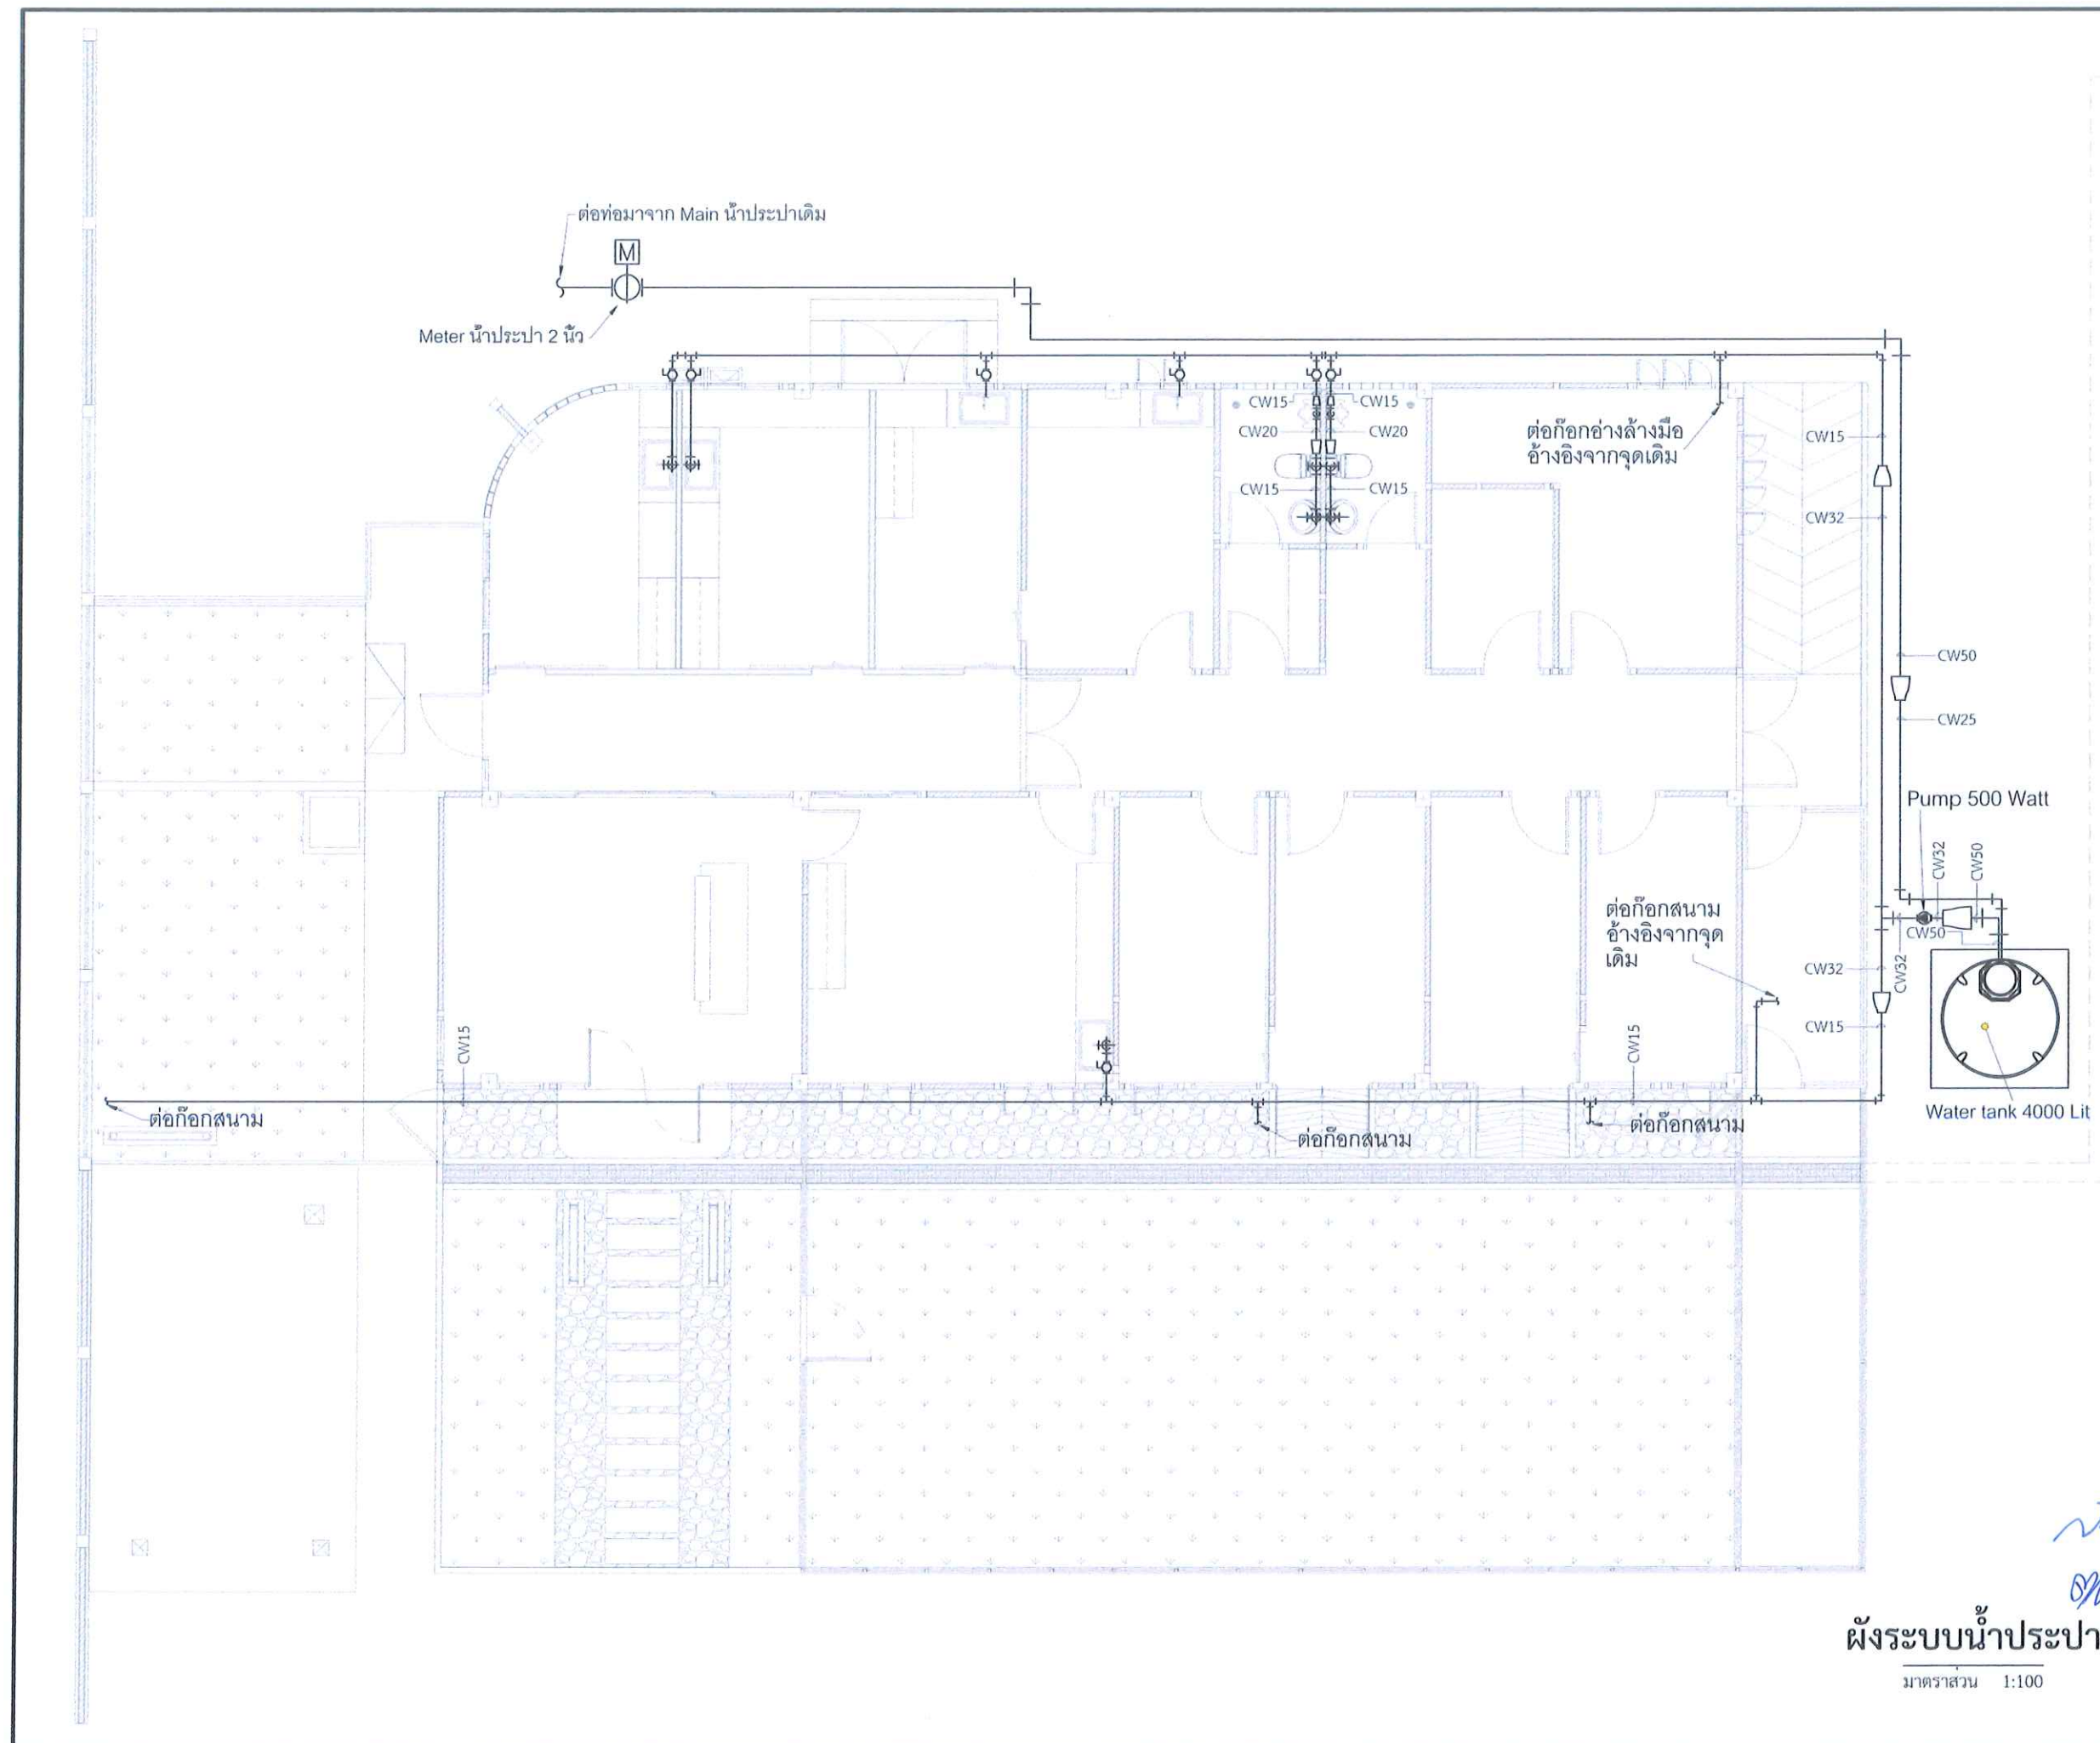 ต่อท่อมาจาก Main น้ำประปาเดิม
M
Meter น้ำประปา 2 นิ้ว
CW15
CW15
CW20
CW20
CW15
CW15
ต่อก๊อกอ่างล้างมือ
อ้างอิงจากจุดเดิม
CW15
CW32
CW50
CW25
Pump 500 Watt
CW32
CW50
CW50
CW32
ต่อก๊อกสนาม
อ้างอิงจากจุด
เดิม
CW32
CW15
CW15
CW15
ต่อก๊อกสนาม
ต่อก๊อกสนาม
ต่อก๊อกสนาม
Water tank 4000 Lit
ผังระบบน้ำประปา
มาตราส่วน 1:100